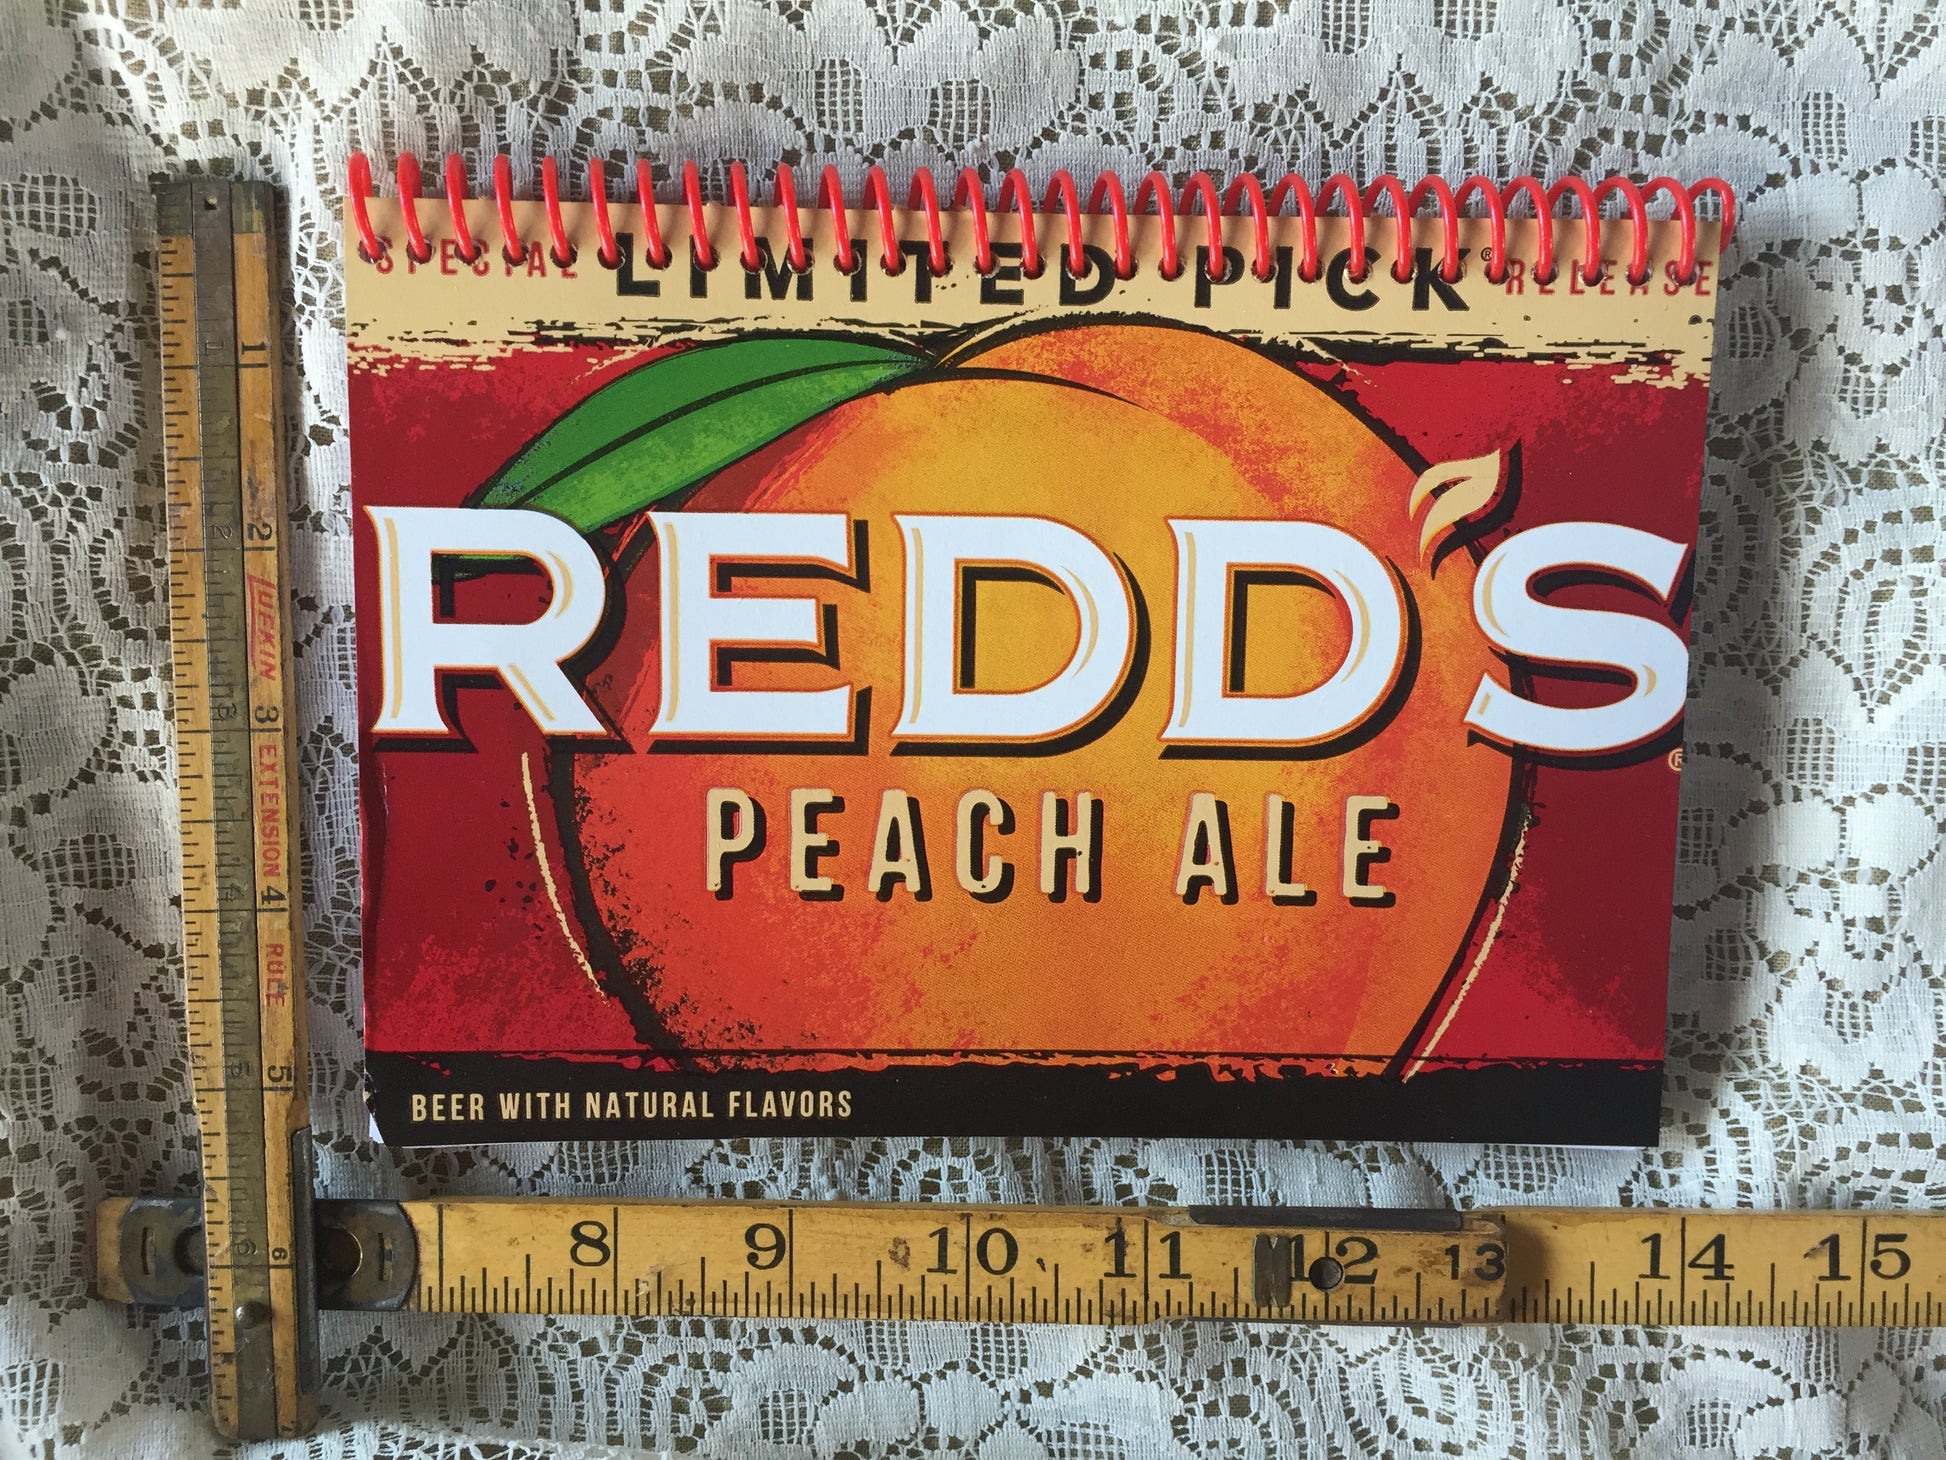 SPECIAL LIMITED PICK® RELEASE
REDD'S®
PEACH ALE
BEER WITH NATURAL FLAVORS
1
2
LUFKIN
3
EXTENSION
4
RULE
5
6
8 9 10 11 12 13 14 15